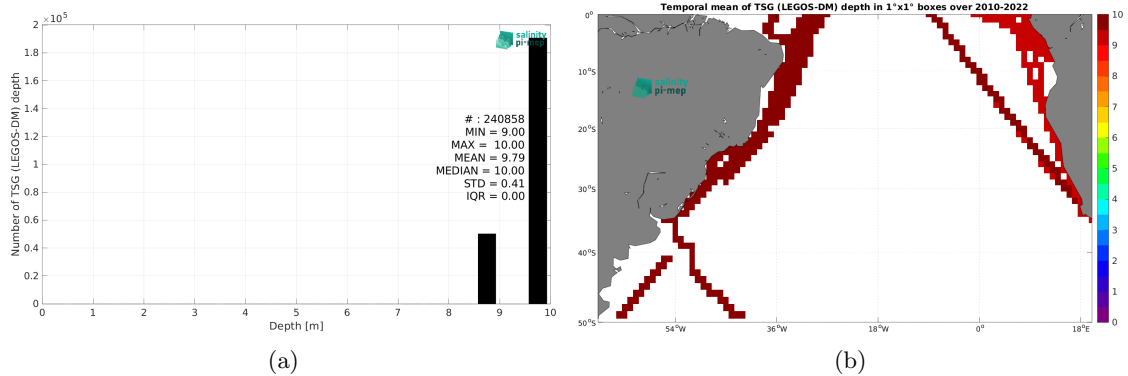 ×10⁵
2
1.8
1.6
1.4
1.2
1
0.8
0.6
0.4
0.2
0
Number of TSG (LEGOS-DM) depth
salinity
pi-mep
# : 240858
MIN = 9.00
MAX = 10.00
MEAN = 9.79
MEDIAN = 10.00
STD = 0.41
IQR = 0.00
0 1 2 3 4 5 6 7 8 9 10
Depth [m]
(a)
Temporal mean of TSG (LEGOS-DM) depth in 1°x1° boxes over 2010-2022
0°
10°S
20°S
30°S
40°S
50°S
salinity
pi-mep
54°W 36°W 18°W 0° 18°E
10
9
8
7
6
5
4
3
2
1
0
(b)